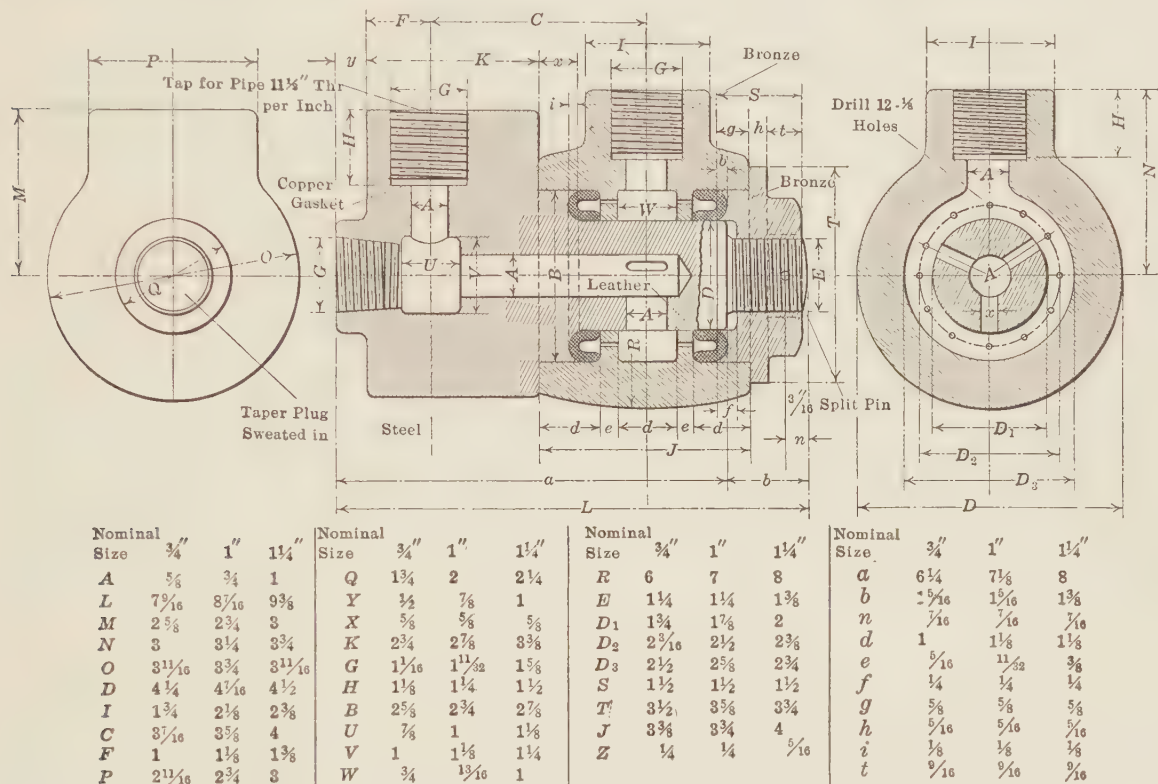 F C
P y K x I
G Bronze I
Tap for Pipe 11½" Thr
per Inch
G S
i g h t
Drill 12-⅛
Holes
H b H
M Copper
Gasket
A W Bronze A N
O G U V A B D T E
Q Leather A
A x
R
3/16
Split Pin
Taper Plug
Sweated in
Steel
f
d e d e d n
J
D₁
D₂
D₃
a b
D
L
Nominal
Size ¾" 1" 1¼"
A ⅝ ¾ 1
L 7 9/16 8 7/16 9⅜
M 2⅝ 2¾ 3
N 3 3¼ 3¾
O 3 11/16 3¾ 3 11/16
D 4¼ 4 7/16 4½
I 1¾ 2⅛ 2⅜
C 3 7/16 3⅝ 4
F 1 1⅛ 1⅜
P 2 11/16 2¾ 3
Nominal
Size ¾" 1" 1¼"
Q 1¾ 2 2¼
Y ½ ⅞ 1
X ⅝ ⅝ ⅝
K 2¾ 2⅞ 3⅜
G 1 1/16 1 11/32 1⅝
H 1⅛ 1¼ 1½
B 2⅝ 2¾ 2⅞
U ⅞ 1 1⅛
V 1 1⅛ 1¼
W ¾ 13/16 1
Nominal
Size ¾" 1" 1¼"
R 6 7 8
E 1¼ 1¼ 1⅜
D₁ 1¾ 1⅞ 2
D₂ 2 3/16 2½ 2⅜
D₃ 2½ 2⅝ 2¾
S 1½ 1½ 1½
T 3½ 3⅝ 3¾
J 3⅜ 3¾ 4
Z ¼ ¼ 5/16
Nominal
Size ¾" 1" 1¼"
a 6¼ 7⅛ 8
b 1 5/16 1 5/16 1⅜
n 7/16 7/16 7/16
d 1 1⅛ 1⅛
e 5/16 11/32 ⅜
f ¼ ¼ ¼
g ⅝ ⅝ ⅝
h 5/16 5/16 5/16
i ⅛ ⅛ ⅛
t 9/16 9/16 9/16